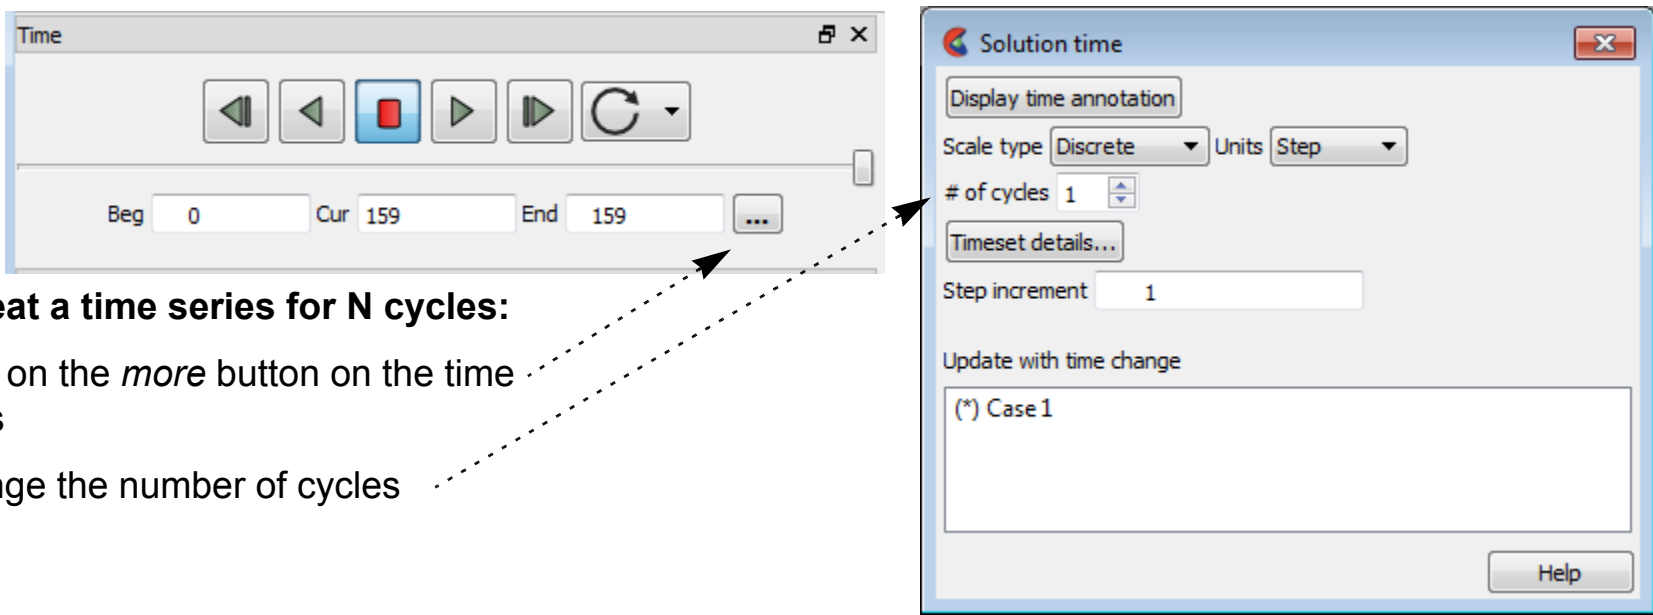 Time
Beg 0 Cur 159 End 159 ...
eat a time series for N cycles:
on the more button on the time
s
nge the number of cycles
Solution time
Display time annotation
Scale type Discrete Units Step
# of cycles 1
Timeset details...
Step increment 1
Update with time change
(*) Case 1
Help